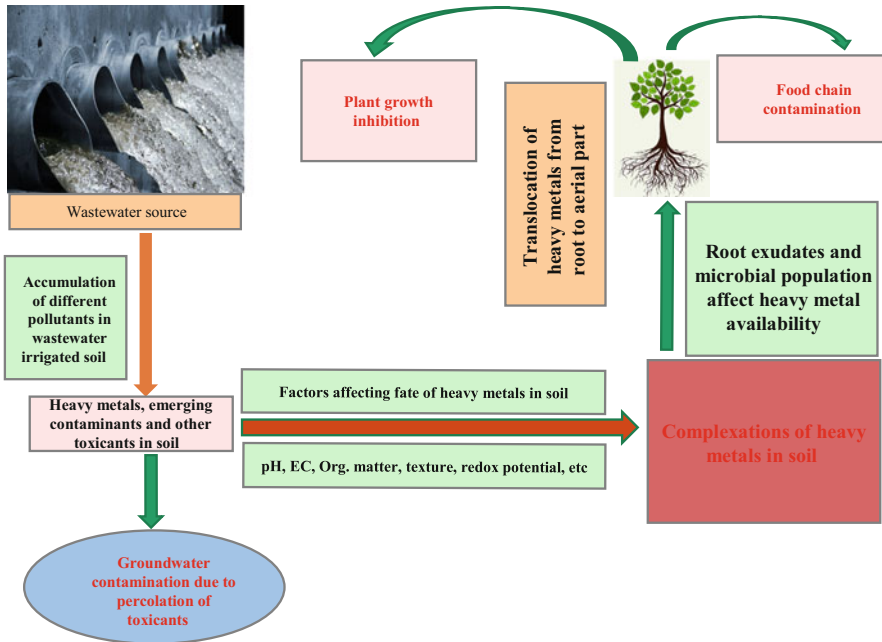 Wastewater source
Accumulation
of different
pollutants in
wastewater
irrigated soil
Heavy metals, emerging
contaminants and other
toxicants in soil
Groundwater
contamination due to
percolation of
toxicants
Factors affecting fate of heavy metals in soil
pH, EC, Org. matter, texture, redox potential, etc
Complexations of heavy
metals in soil
Root exudates and
microbial population
affect heavy metal
availability
Translocation of
heavy metals from
root to aerial part
Plant growth
inhibition
Food chain
contamination